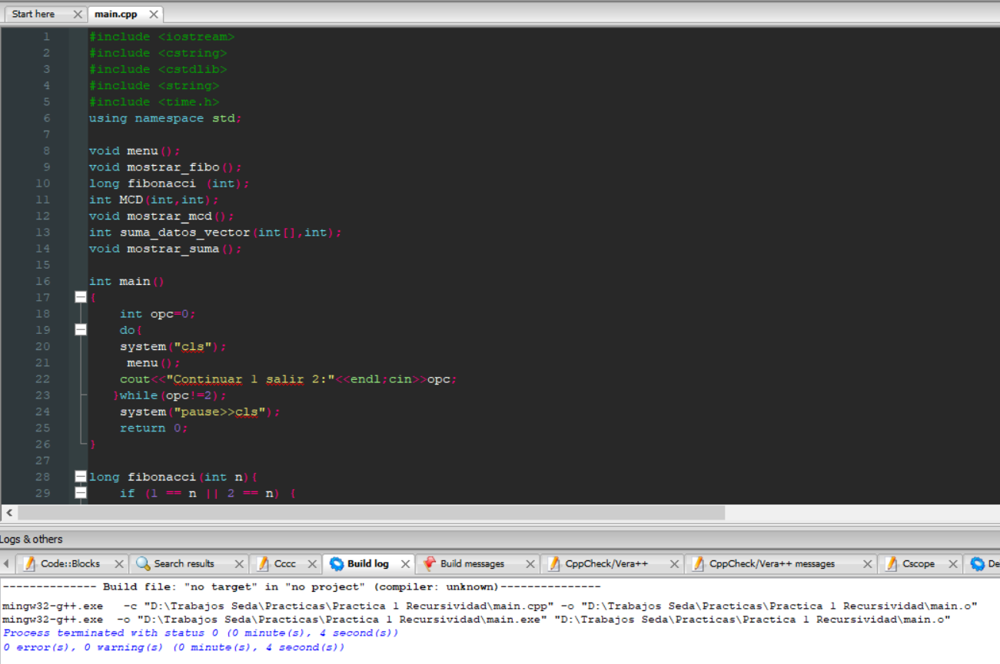 Start here main.cpp
1 #include <iostream>
2 #include <cstring>
3 #include <cstdlib>
4 #include <string>
5 #include <time.h>
6 using namespace std;
7
8 void menu();
9 void mostrar_fibo();
10 long fibonacci (int);
11 int MCD(int,int);
12 void mostrar_mcd();
13 int suma_datos_vector(int[],int);
14 void mostrar_suma();
15
16 int main()
17 {
18 int opc=0;
19 do{
20 system("cls");
21 menu();
22 cout<<"Continuar 1 salir 2:"<<endl;cin>>opc;
23 }while(opc!=2);
24 system("pause>>cls");
25 return 0;
26 }
27
28 long fibonacci(int n){
29 if (1 == n || 2 == n) {
Logs & others
Code::Blocks Search results Cccc Build log Build messages CppCheck/Vera++ CppCheck/Vera++ messages Cscope De
-------------- Build file: "no target" in "no project" (compiler: unknown)---------------
mingw32-g++.exe -c "D:\Trabajos Seda\Practicas\Practica 1 Recursividad\main.cpp" -o "D:\Trabajos Seda\Practicas\Practica 1 Recursividad\main.o"
mingw32-g++.exe -o "D:\Trabajos Seda\Practicas\Practica 1 Recursividad\main.exe" "D:\Trabajos Seda\Practicas\Practica 1 Recursividad\main.o"
Process terminated with status 0 (0 minute(s), 4 second(s))
0 error(s), 0 warning(s) (0 minute(s), 4 second(s))